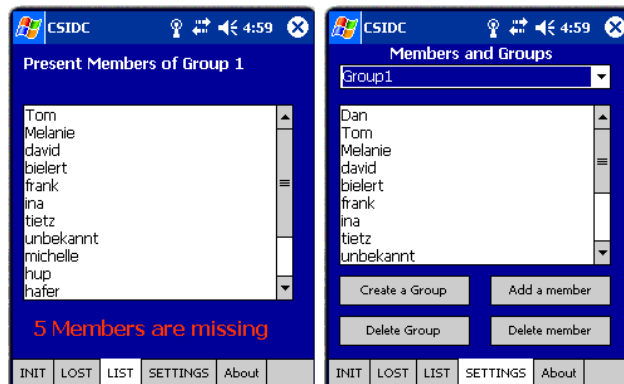 CSIDC 4:59
Present Members of Group 1
Tom
Melanie
david
bielert
frank
ina
tietz
unbekannt
michelle
hup
hafer
5 Members are missing
INIT LOST LIST SETTINGS About
CSIDC 4:59
Members and Groups
Group1
Dan
Tom
Melanie
david
bielert
frank
ina
tietz
unbekannt
Create a Group Add a member
Delete Group Delete member
INIT LOST LIST SETTINGS About